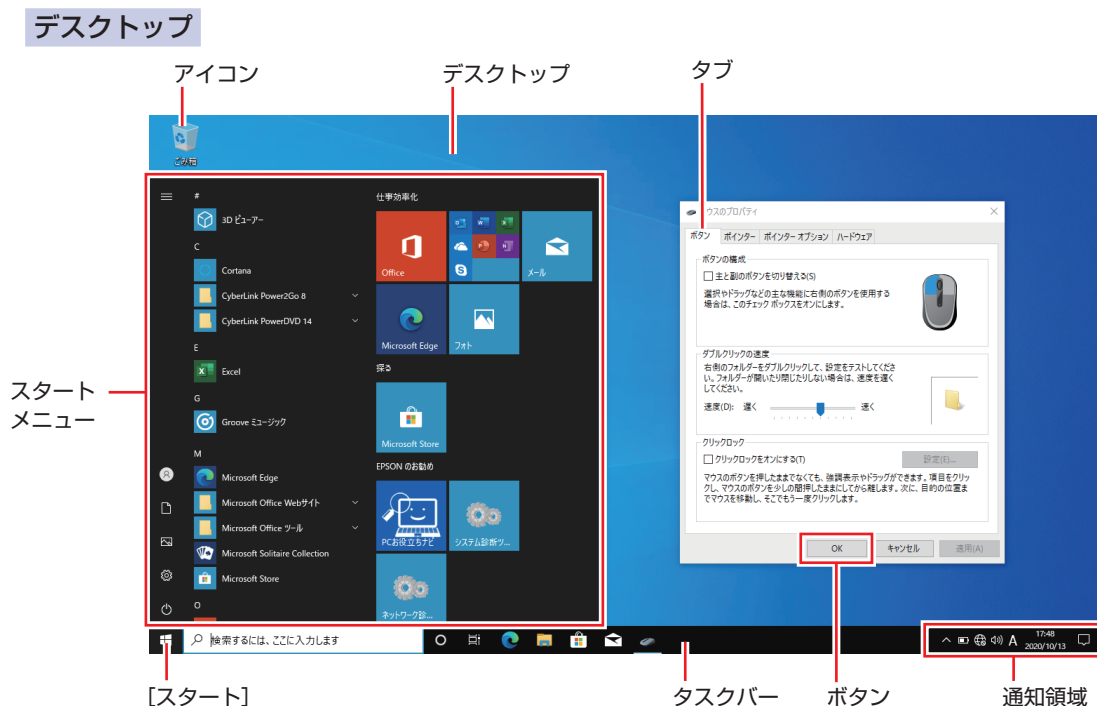 デスクトップ
アイコン
デスクトップ
タブ
ごみ箱
スタート
メニュー
#
3D ビューアー
C
Cortana
CyberLink Power2Go 8
CyberLink PowerDVD 14
E
Excel
G
Groove ミュージック
M
Microsoft Edge
Microsoft Office Webサイト
Microsoft Office ツール
Microsoft Solitaire Collection
Microsoft Store
O
仕事効率化
Office
メール
Microsoft Edge
フォト
探る
Microsoft Store
EPSON のお勧め
PCお役立ちナビ
システム診断ツ...
ネットワーク診...
ウスのプロパティ
ボタン ポインター ポインター オプション ハードウェア
ボタンの構成
主と副のボタンを切り替える(S)
選択やドラッグなどの主な機能に右側のボタンを使用する
場合は、このチェック ボックスをオンにします。
ダブルクリックの速度
右側のフォルダーをダブルクリックして、設定をテストしてくださ
い。フォルダーが開いたり閉じたりしない場合は、速度を遅く
してください。
速度(D): 遅く 速く
クリックロック
クリックロックをオンにする(T)
設定(E)...
マウスのボタンを押したままでなくても、強調表示やドラッグができます。項目をクリッ
クし、マウスのボタンを少しの間押したままにしてから離します。次に、目的の位置ま
でマウスを移動し、そこでもう一度クリックします。
OK キャンセル 適用(A)
検索するには、ここに入力します
A
17:48
2020/10/13
[スタート]
タスクバー
ボタン
通知領域